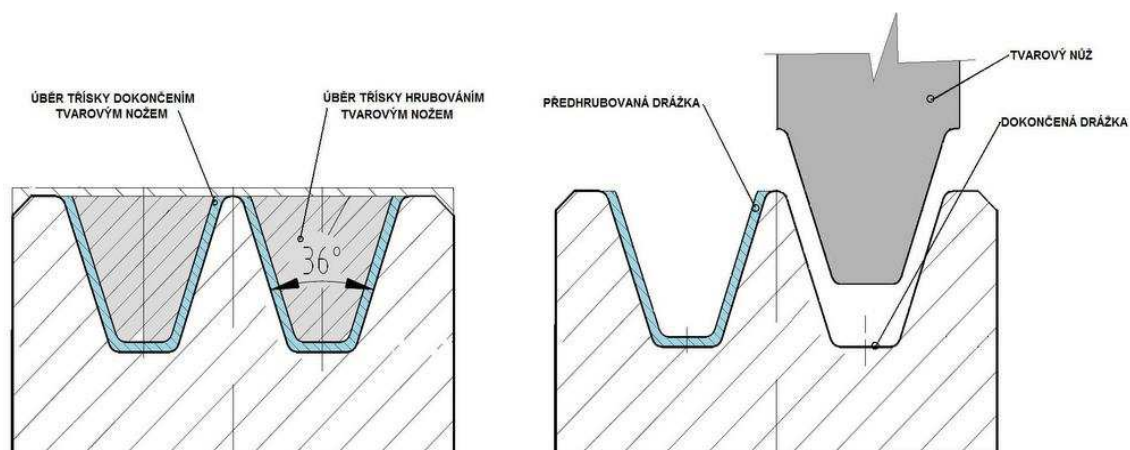 ÚBĚR TŘÍSKY DOKONČENÍM
TVAROVÝM NOŽEM
ÚBĚR TŘÍSKY HRUBOVÁNÍM
TVAROVÝM NOŽEM
36°
PŘEDHRUBOVANÁ DRÁŽKA
TVAROVÝ NŮŽ
DOKONČENÁ DRÁŽKA